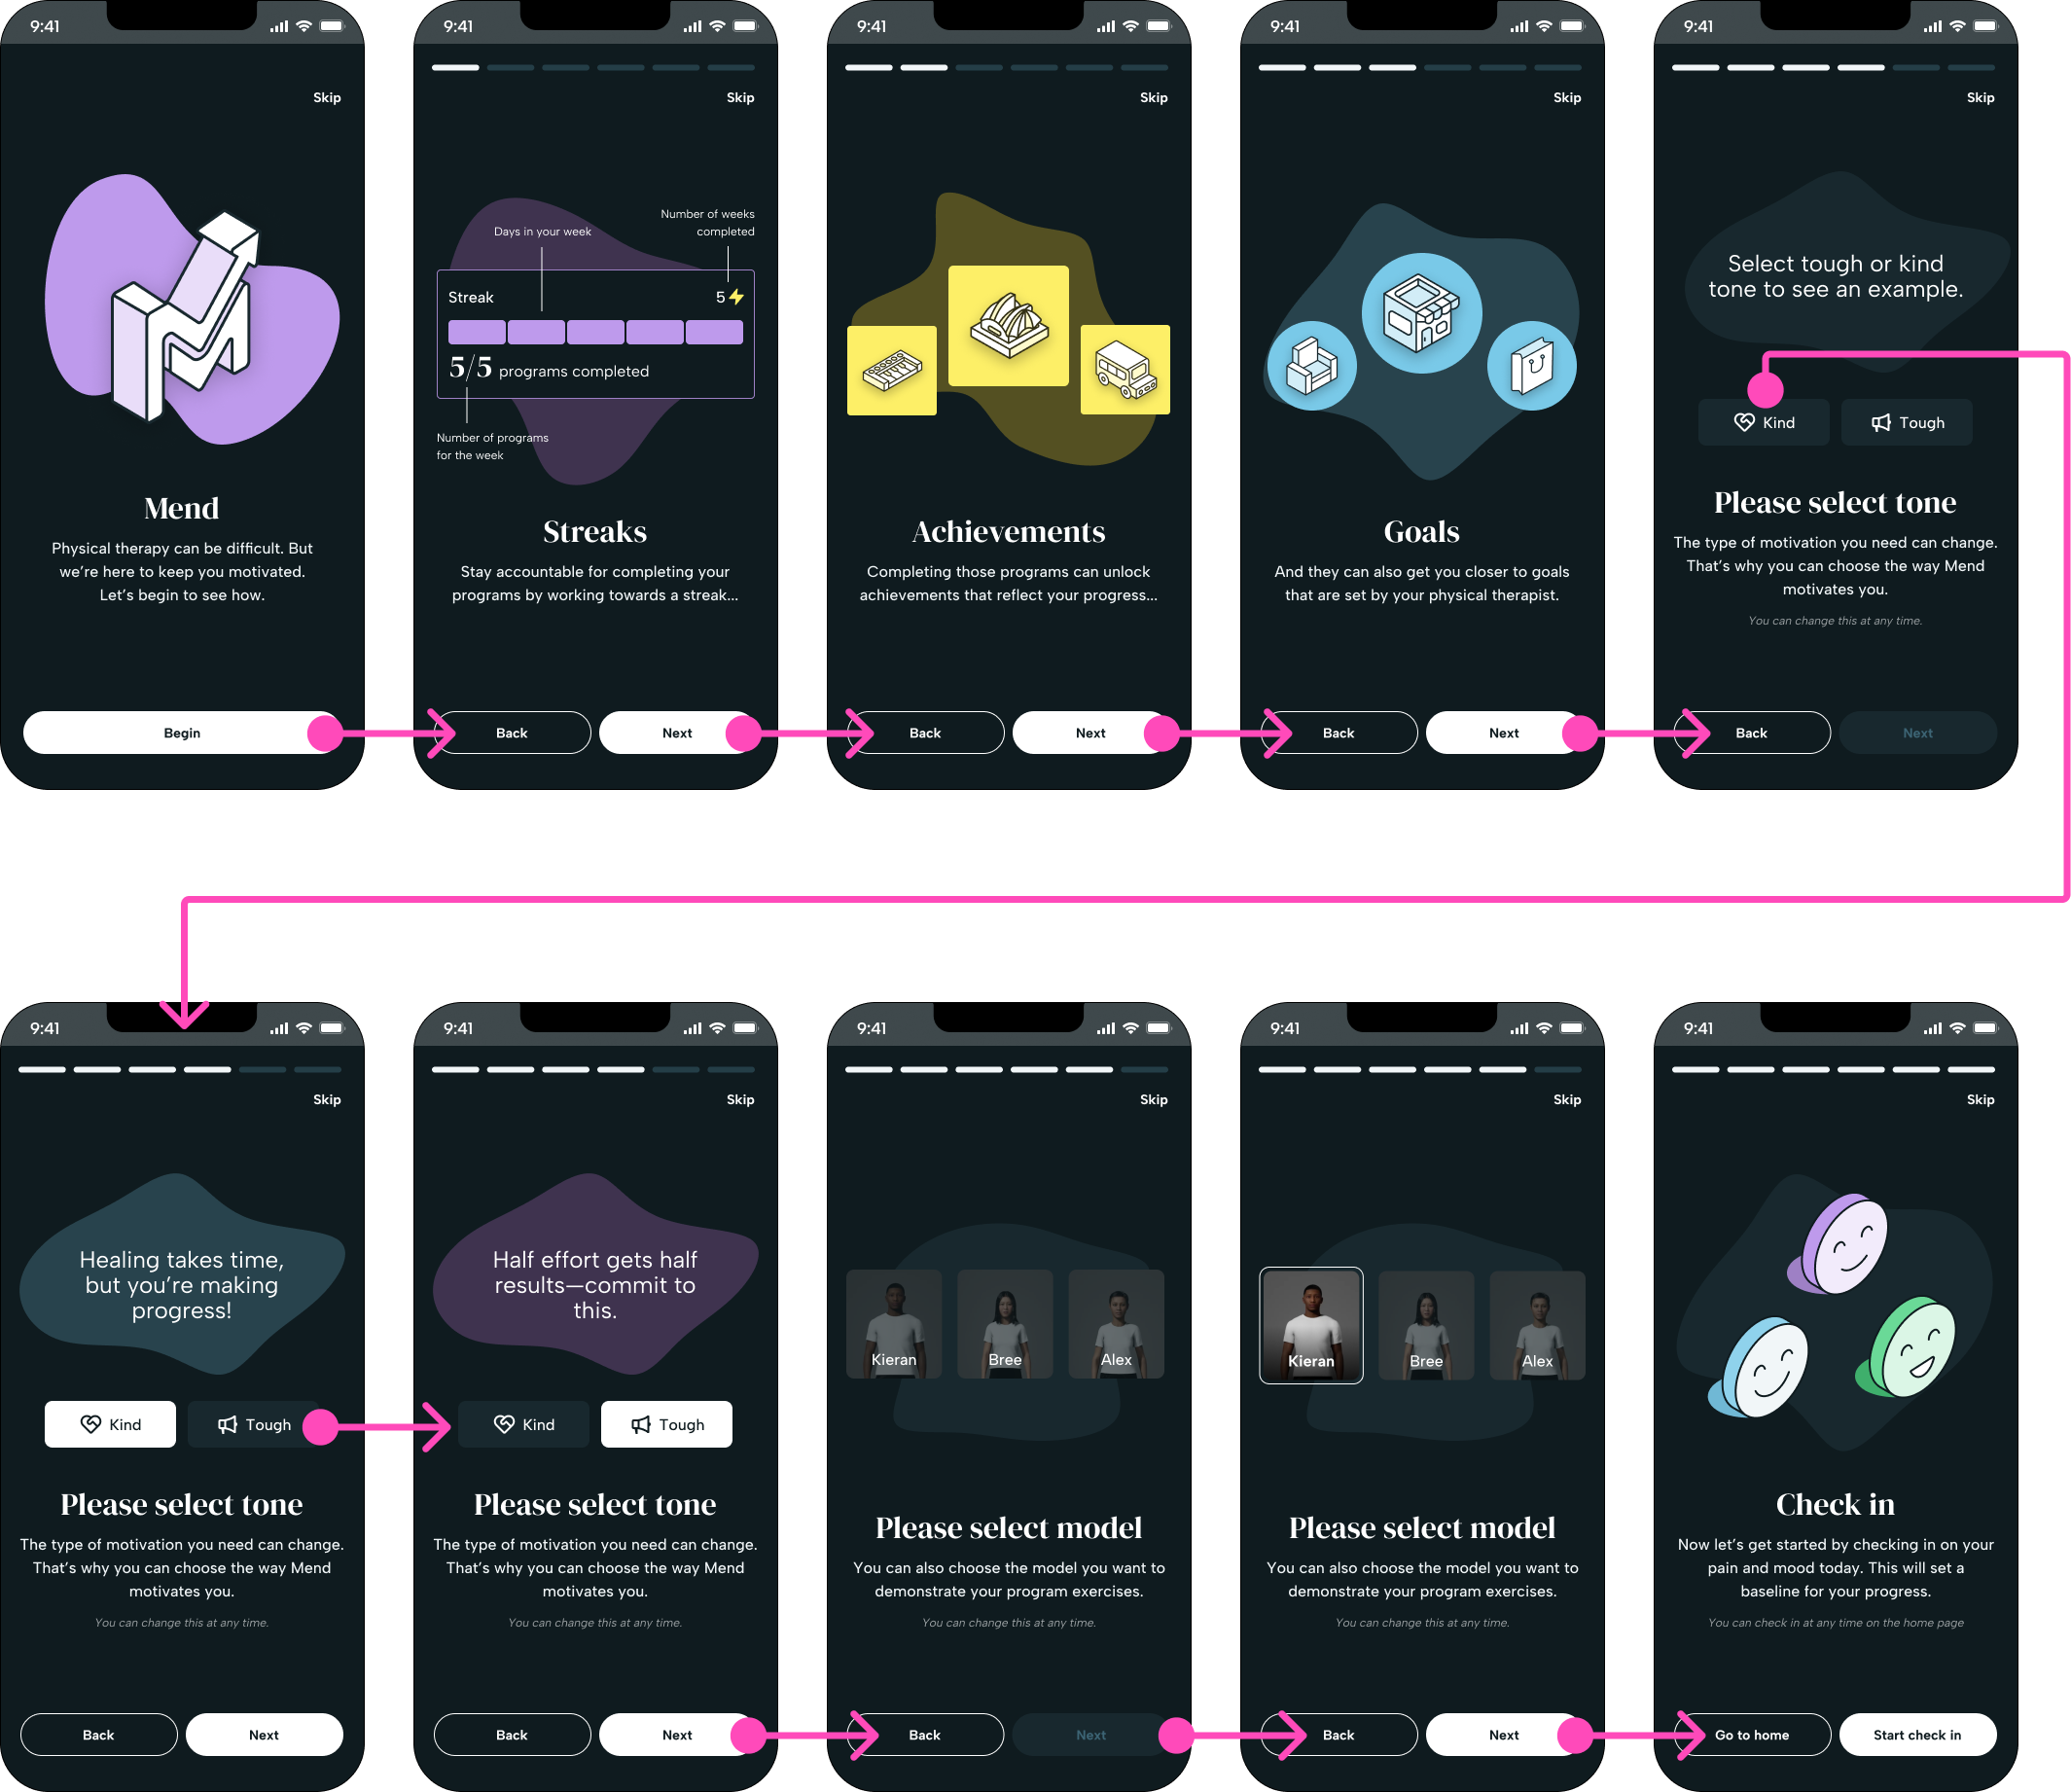 9:41
Skip
Mend
Physical therapy can be difficult. But
we're here to keep you motivated.
Let's begin to see how.
Begin
9:41
Skip
Number of weeks
completed
Days in your week
Streak
5
5/5 programs completed
Number of programs
for the week
Streaks
Stay accountable for completing your
programs by working towards a streak...
Back
Next
9:41
Skip
Achievements
Completing those programs can unlock
achievements that reflect your progress...
Back
Next
9:41
Skip
Goals
And they can also get you closer to goals
that are set by your physical therapist.
Back
Next
9:41
Skip
Select tough or kind
tone to see an example.
Kind
Tough
Please select tone
The type of motivation you need can change.
That's why you can choose the way Mend
motivates you.
You can change this at any time.
Back
Next
9:41
Skip
Healing takes time,
but you're making
progress!
Kind
Tough
Please select tone
The type of motivation you need can change.
That's why you can choose the way Mend
motivates you.
You can change this at any time.
Back
Next
9:41
Skip
Half effort gets half
results—commit to
this.
Kind
Tough
Please select tone
The type of motivation you need can change.
That's why you can choose the way Mend
motivates you.
You can change this at any time.
Back
Next
9:41
Skip
Kieran
Bree
Alex
Please select model
You can also choose the model you want to
demonstrate your program exercises.
You can change this at any time.
Back
Next
9:41
Skip
Kieran
Bree
Alex
Please select model
You can also choose the model you want to
demonstrate your program exercises.
You can change this at any time.
Back
Next
9:41
Skip
Check in
Now let's get started by checking in on your
pain and mood today. This will set a
baseline for your progress.
You can check in at any time on the home page
Go to home
Start check in